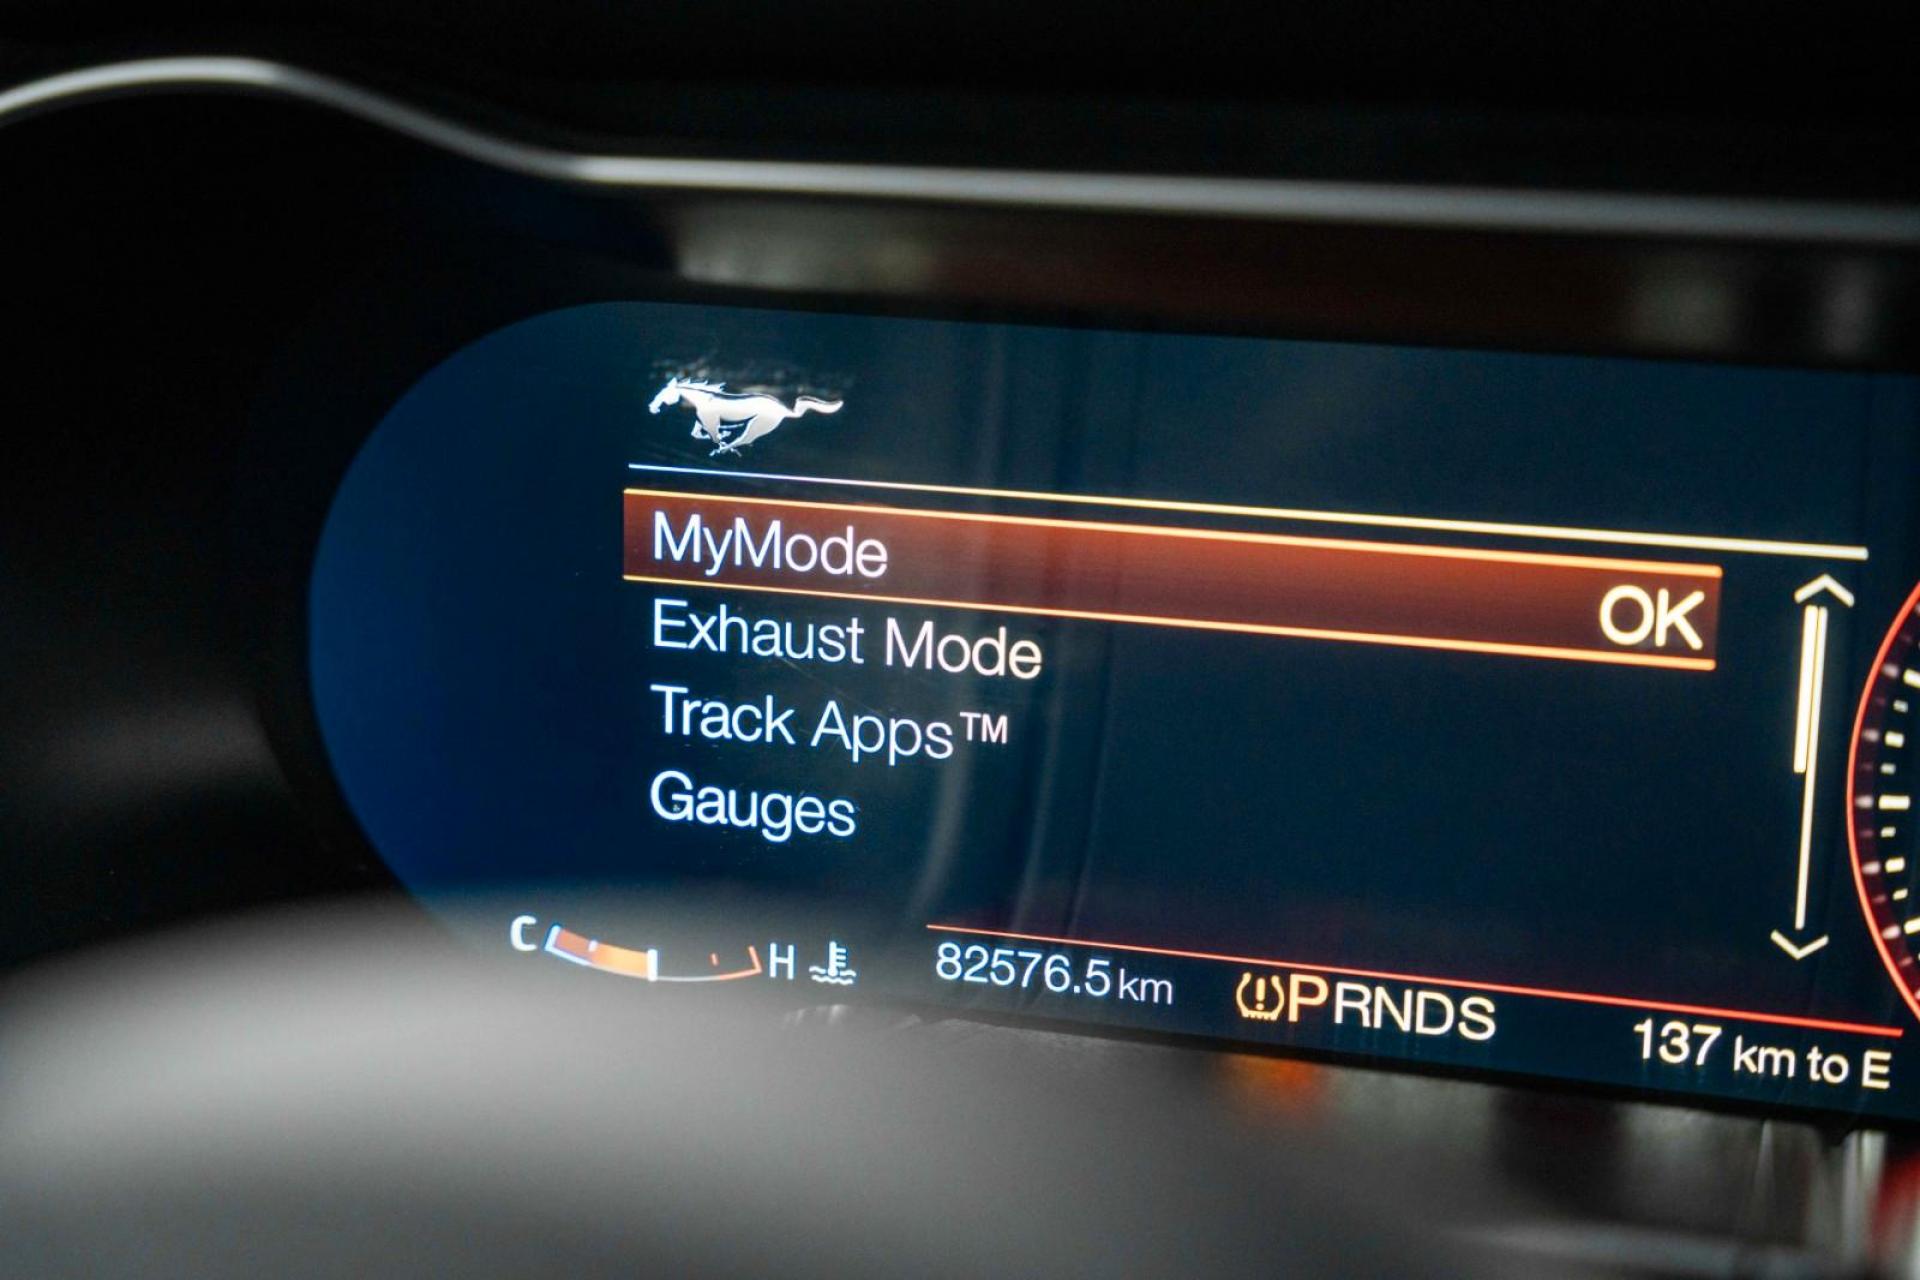 MyMode
OK
Exhaust Mode
Track Apps™
Gauges
C H
82576.5 km
PRNDS
137 km to E